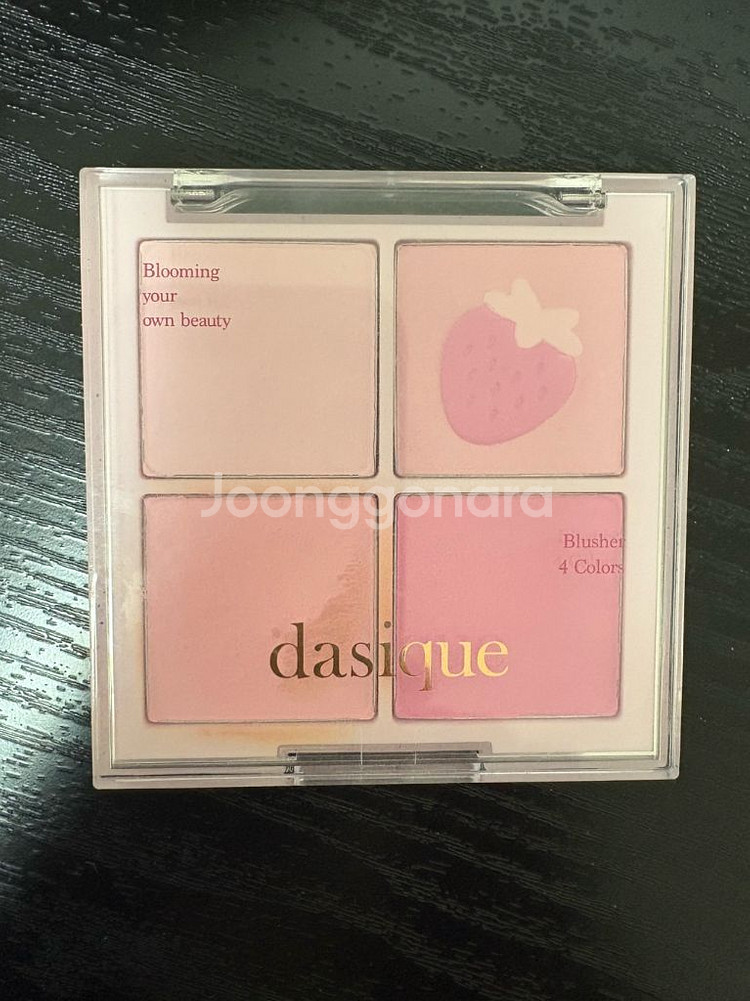 Blooming
your
own beauty
Joonggonara
Blusher
4 Colors
dasique